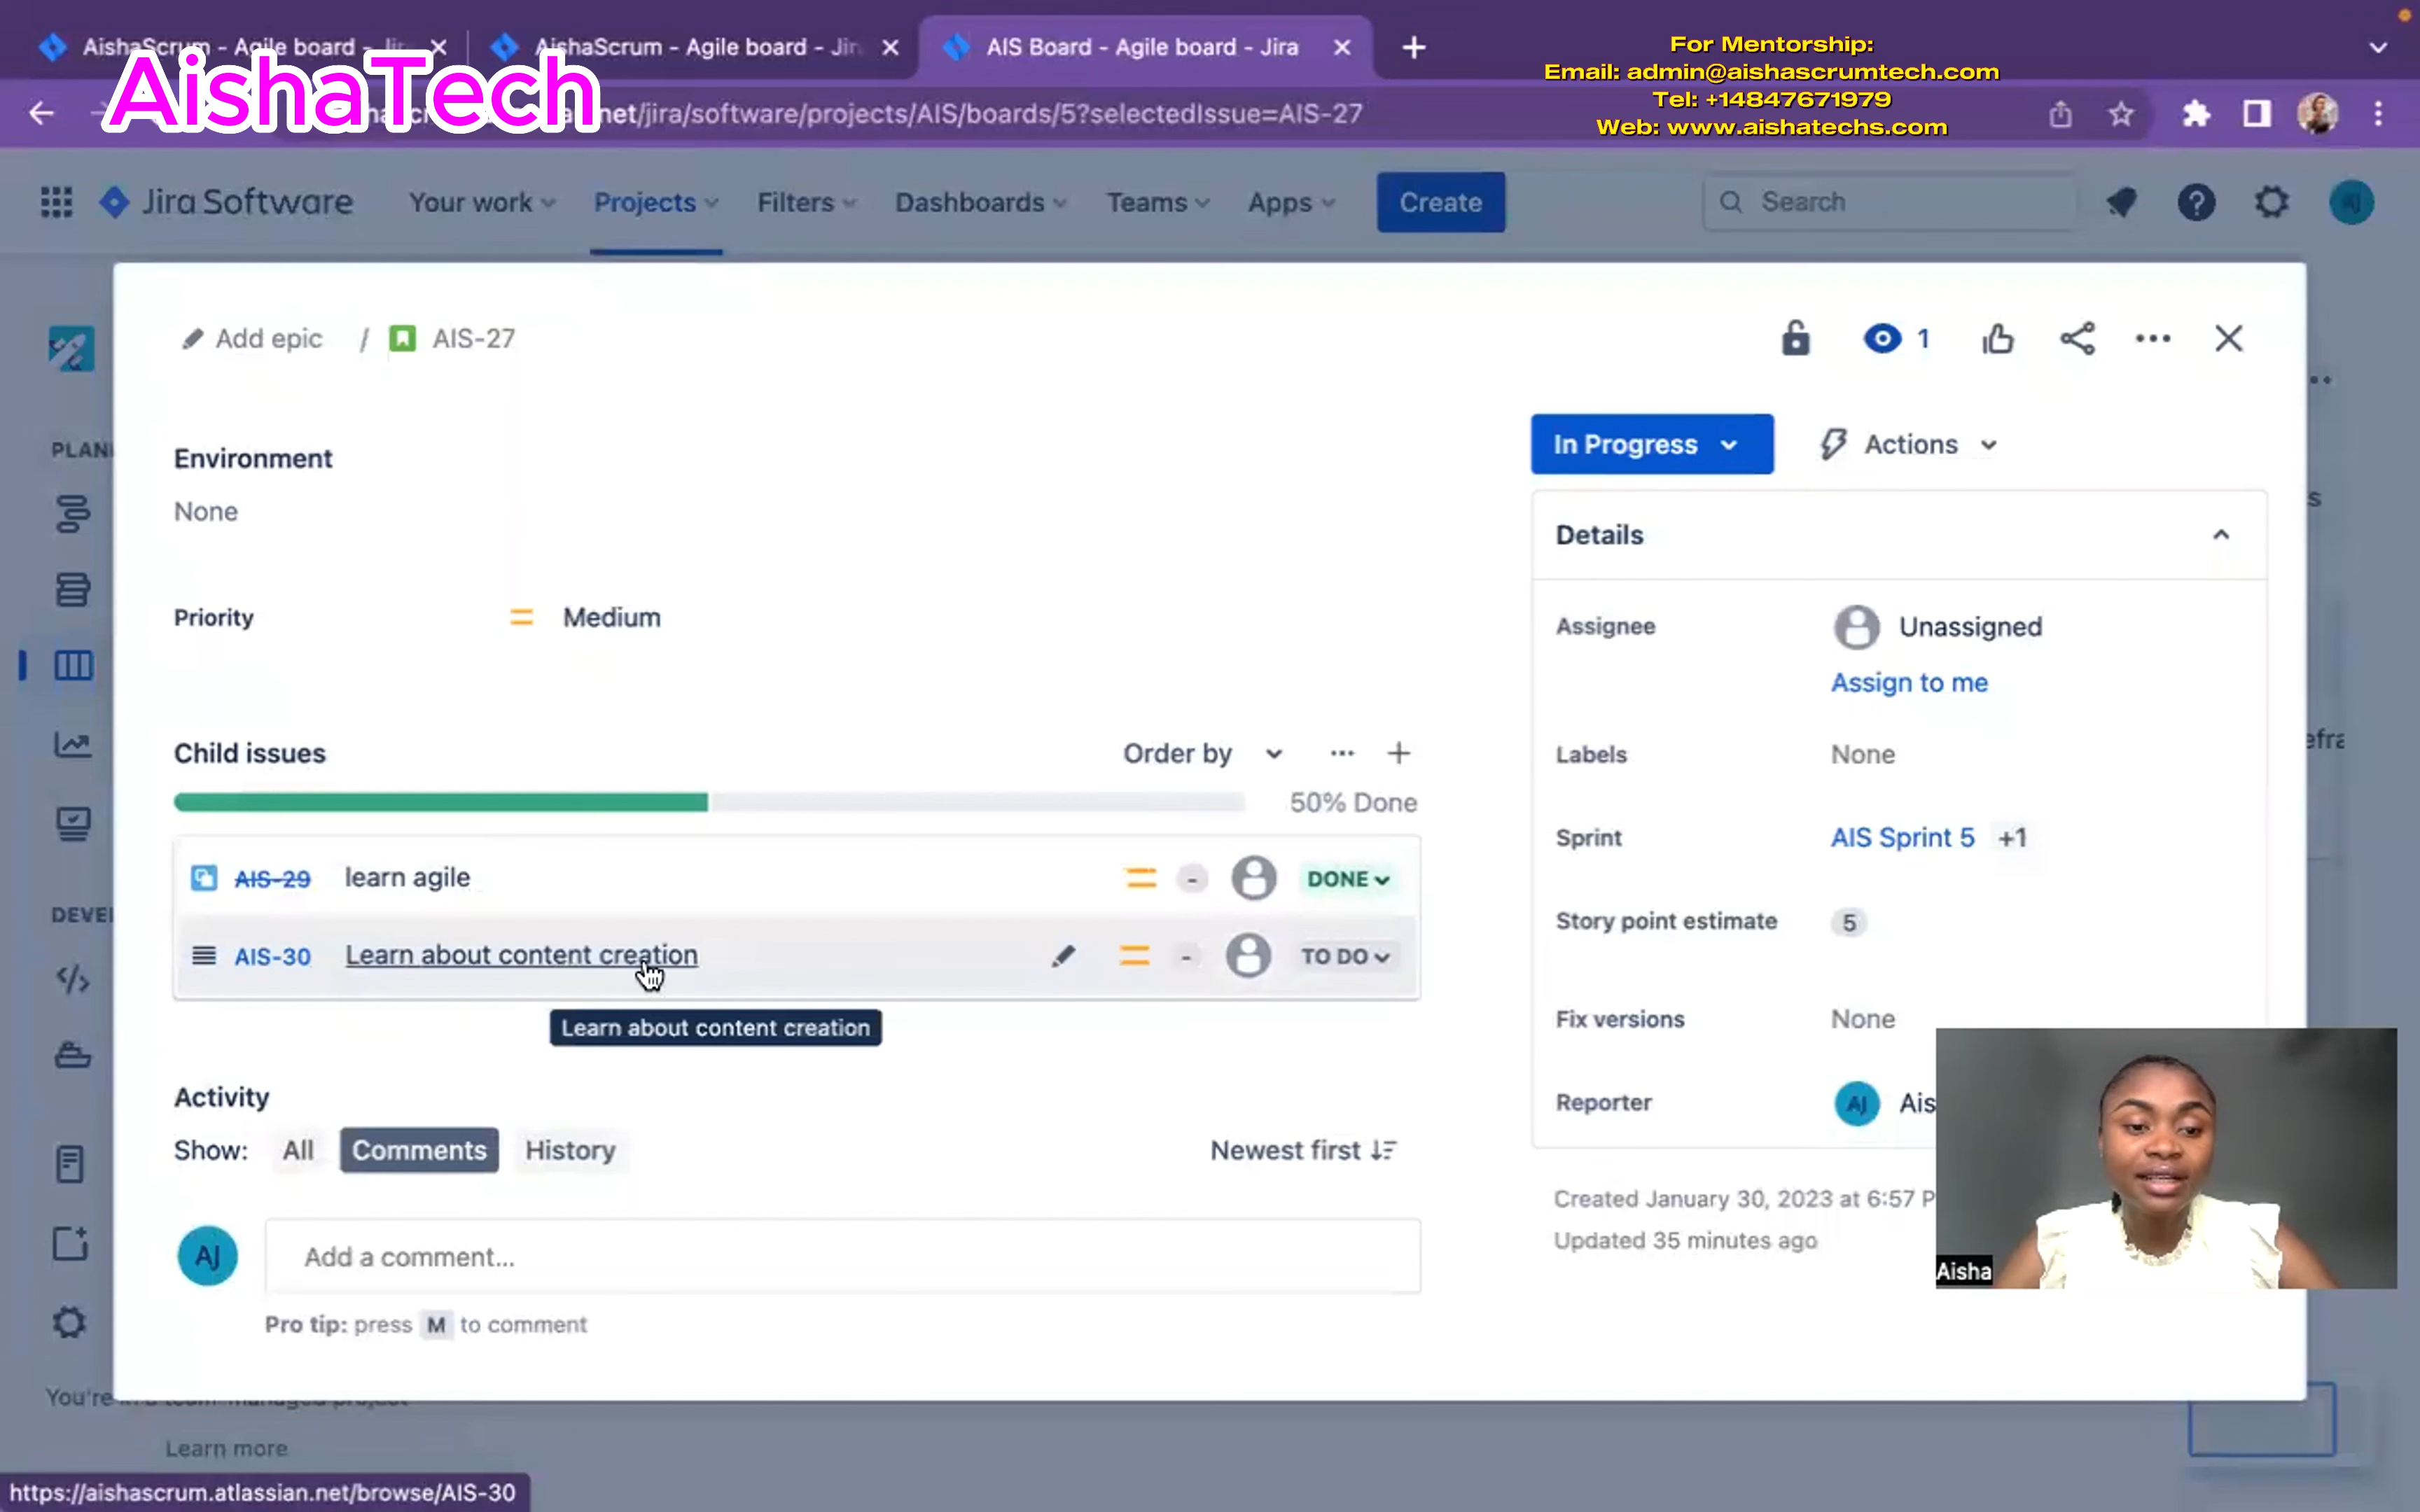 AishaScrum - Agile board - Jir
AishaScrum - Agile board - Jir
AIS Board - Agile board - Jira
For Mentorship:
Email: admin@aishascrumtech.com
Tel: +14847671979
Web: www.aishatechs.com
AishaTech
net/jira/software/projects/AIS/boards/5?selectedIssue=AIS-27
Jira Software
Your work
Projects
Filters
Dashboards
Teams
Apps
Create
Search
Add epic / AIS-27
1
In Progress
Actions
PLAN
Environment
None
Details
Priority
Medium
Assignee
Unassigned
Assign to me
Child issues
Order by
50% Done
Labels
None
Sprint
AIS Sprint 5 +1
AIS-29 learn agile - DONE
AIS-30 Learn about content creation - TO DO
Learn about content creation
Story point estimate
5
Fix versions
None
DEVE
Activity
Show: All Comments History
Newest first
Reporter
AJ Ais
Created January 30, 2023 at 6:57 P
Updated 35 minutes ago
AJ
Add a comment...
Pro tip: press M to comment
Aisha
You're
Learn more
https://aishascrum.atlassian.net/browse/AIS-30